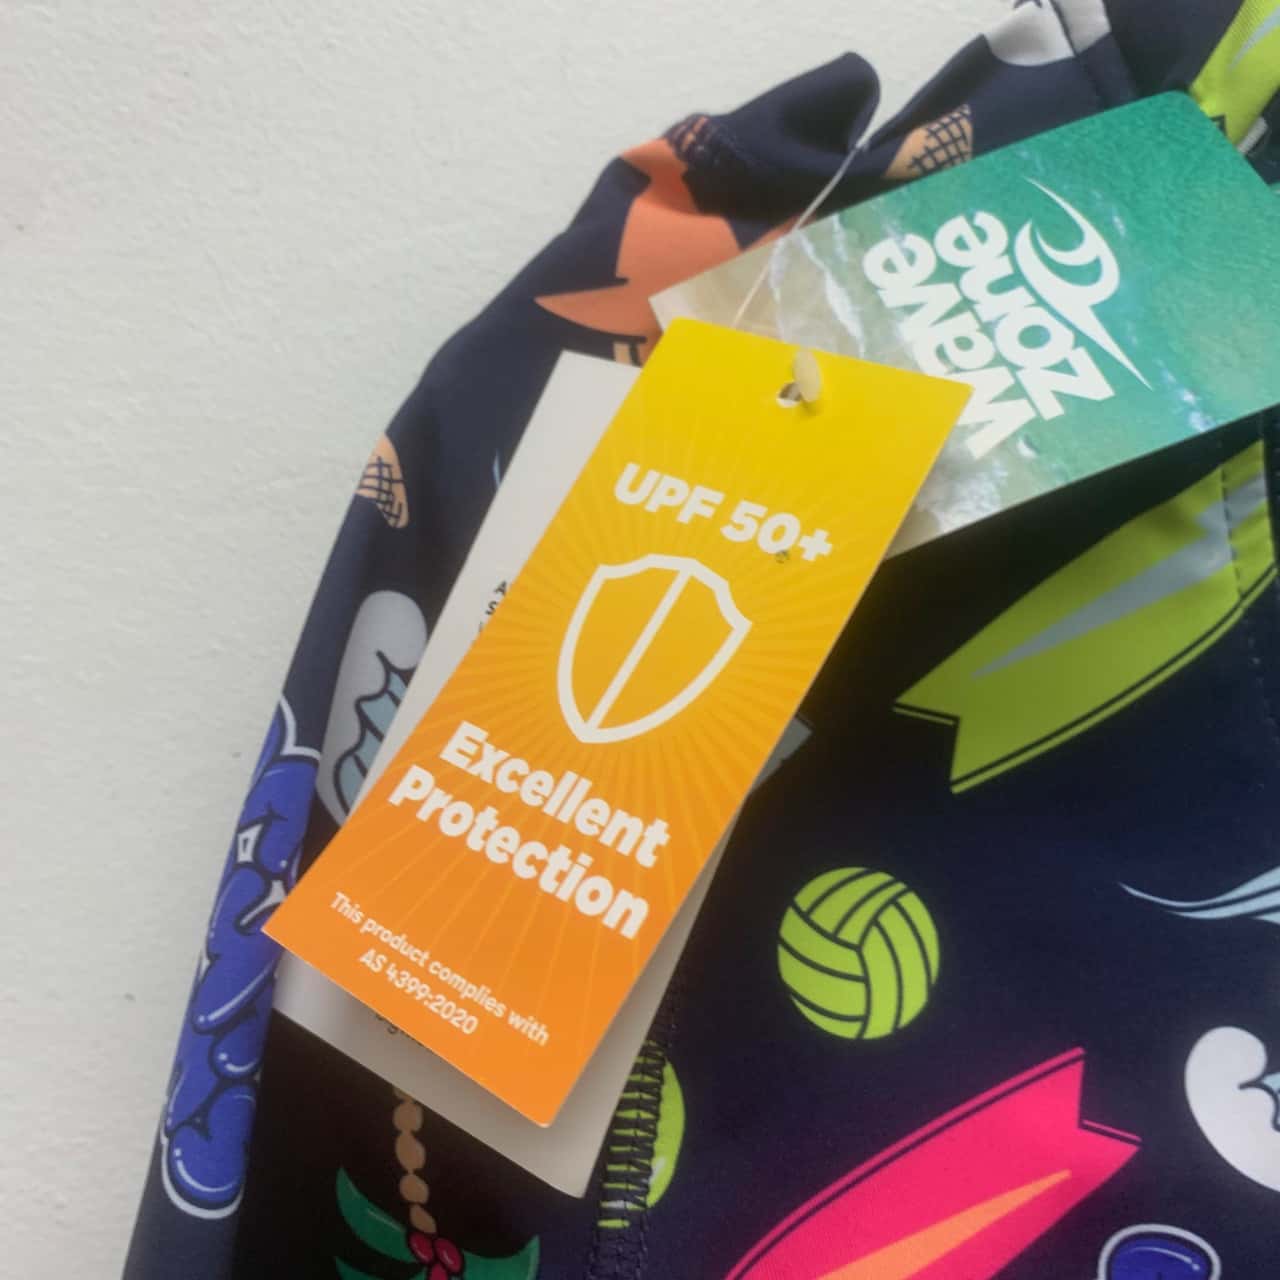 wave
zone
UPF 50+
Excellent
Protection
This product complies with
AS 4399:2020